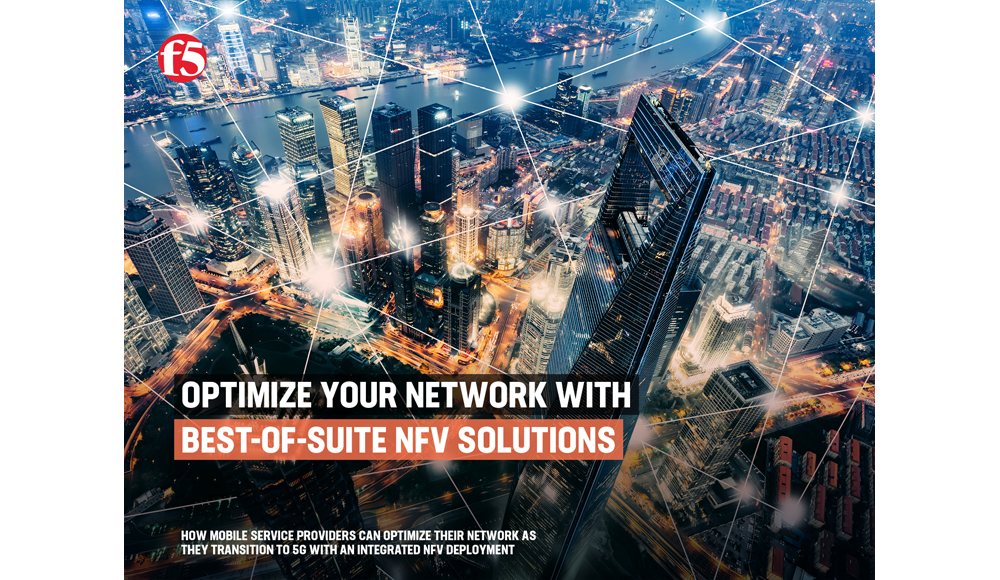 f5
OPTIMIZE YOUR NETWORK WITH
BEST-OF-SUITE NFV SOLUTIONS
HOW MOBILE SERVICE PROVIDERS CAN OPTIMIZE THEIR NETWORK AS
THEY TRANSITION TO 5G WITH AN INTEGRATED NFV DEPLOYMENT